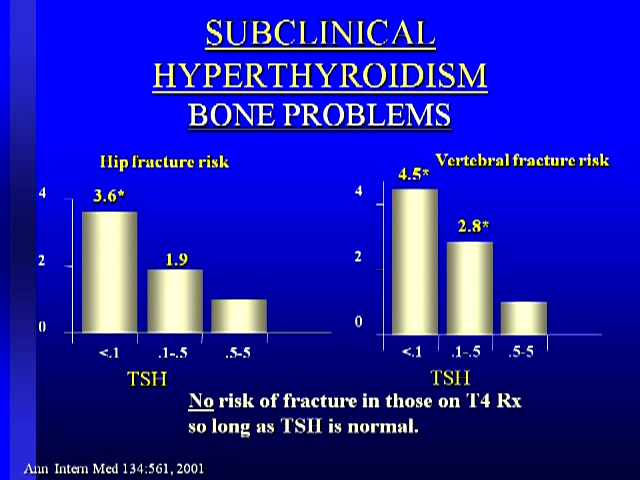 SUBCLINICAL
HYPERTHYROIDISM
BONE PROBLEMS
Hip fracture risk
4
2
0
3.6*
1.9
<.1
.1-.5
.5-5
TSH
Vertebral fracture risk
4
2
0
4.5*
2.8*
<.1
.1-.5
.5-5
TSH
No risk of fracture in those on T4 Rx
so long as TSH is normal.
Ann Intern Med 134:561, 2001